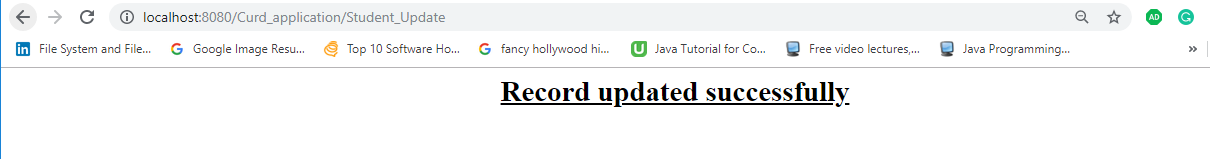 localhost:8080/Curd_application/Student_Update
AD
G
in File System and File... G Google Image Resu... Top 10 Software Ho... G fancy hollywood hi... U Java Tutorial for Co... Free video lectures,... Java Programming... »
Record updated successfully